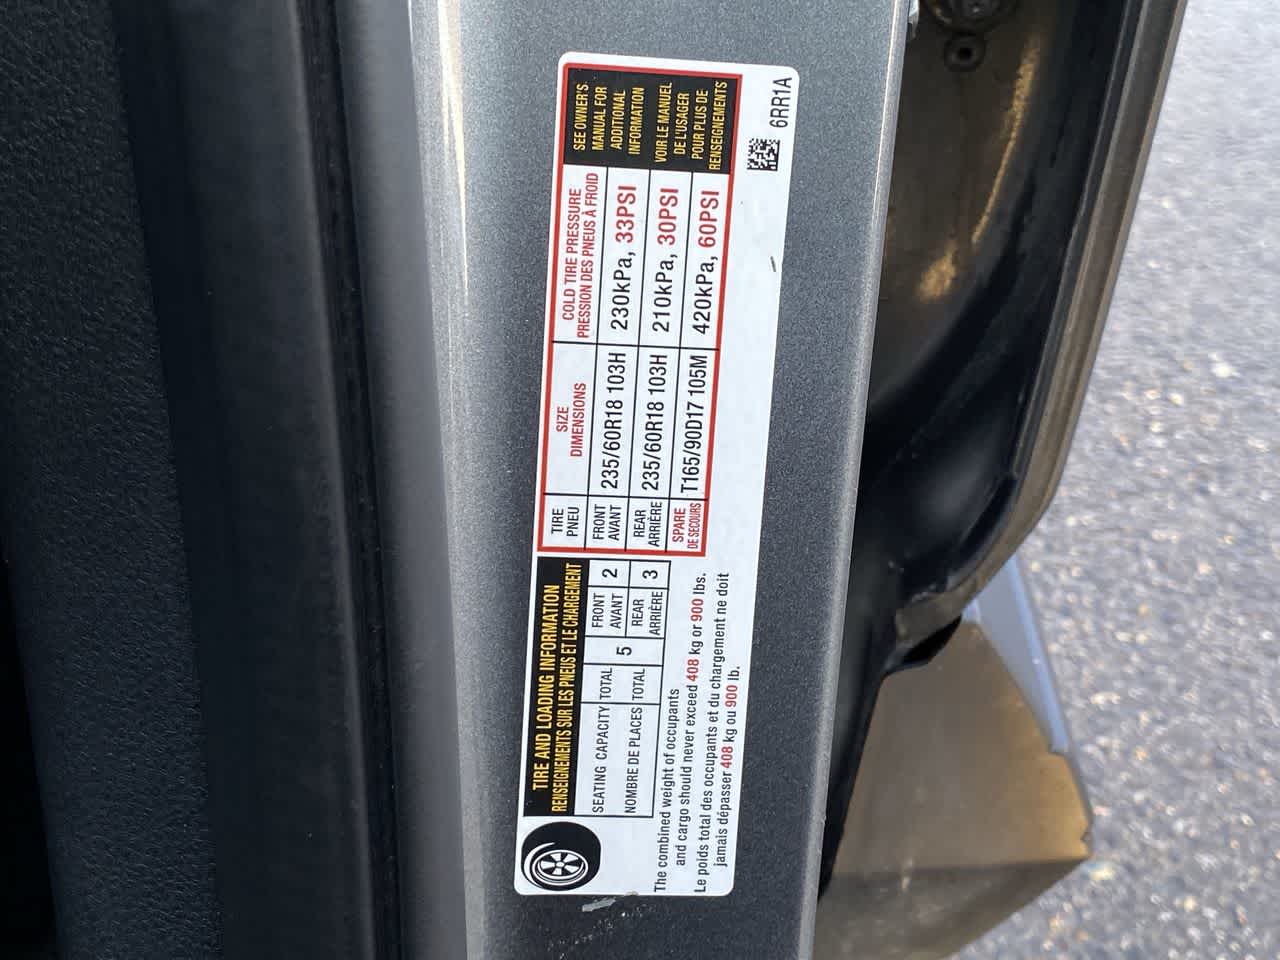 TIRE AND LOADING INFORMATION
RENSEIGNEMENTS SUR LES PNEUS ET LE CHARGEMENT
SEATING CAPACITY
NOMBRE DE PLACES
TOTAL
TOTAL
5
FRONT
AVANT
2
REAR
ARRIÈRE
3
The combined weight of occupants
and cargo should never exceed 408 kg or 900 lbs.
Le poids total des occupants et du chargement ne doit
jamais dépasser 408 kg ou 900 lb.
TIRE
PNEU
SIZE
DIMENSIONS
COLD TIRE PRESSURE
PRESSION DES PNEUS À FROID
FRONT
AVANT
235/60R18 103H
230kPa, 33PSI
REAR
ARRIÈRE
235/60R18 103H
210kPa, 30PSI
SPARE
DE SECOURS
T165/90D17 105M
420kPa, 60PSI
SEE OWNER'S
MANUAL FOR
ADDITIONAL
INFORMATION
VOIR LE MANUEL
DE L'USAGER
POUR PLUS DE
RENSEIGNEMENTS
6RR1A